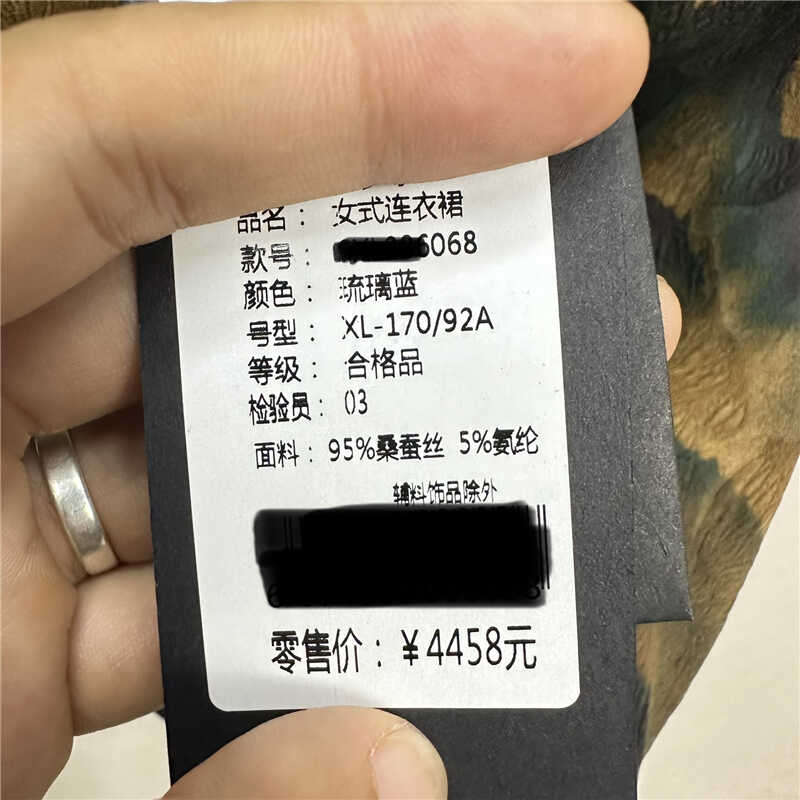 品名： 女式连衣裙
款号： 6068
颜色： 琉璃蓝
号型： XL-170/92A
等级： 合格品
检验员： 03
面料： 95%桑蚕丝 5%氨纶
辅料饰品除外
零售价：￥4458元